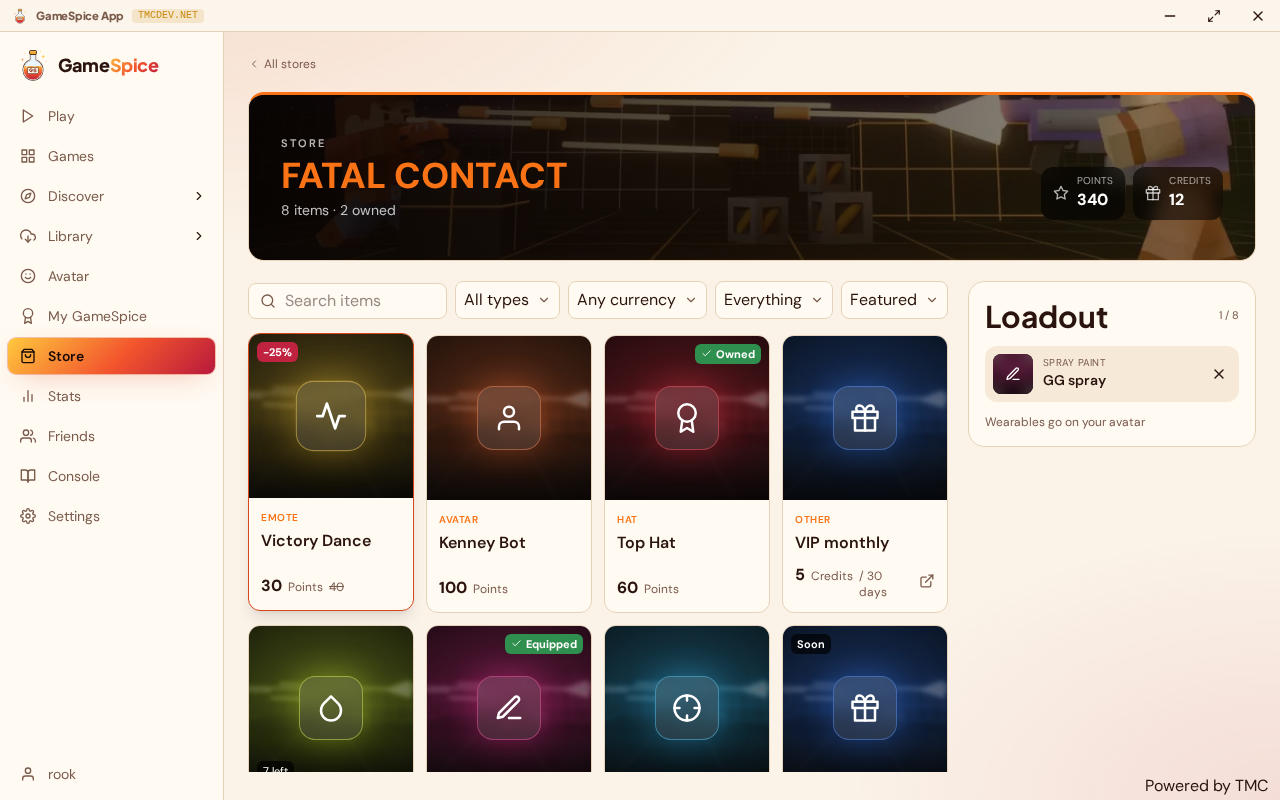 GameSpice App TMCDEV.NET
GameSpice
Play
Games
Discover
Library
Avatar
My GameSpice
Store
Stats
Friends
Console
Settings
rook
All stores
STORE
FATAL CONTACT
8 items · 2 owned
POINTS
340
CREDITS
12
Search items
All types
Any currency
Everything
Featured
-25%
EMOTE
Victory Dance
30 Points 40
AVATAR
Kenney Bot
100 Points
Owned
HAT
Top Hat
60 Points
OTHER
VIP monthly
5 Credits / 30 days
7 left
Equipped
Soon
Loadout
1 / 8
SPRAY PAINT
GG spray
Wearables go on your avatar
Powered by TMC